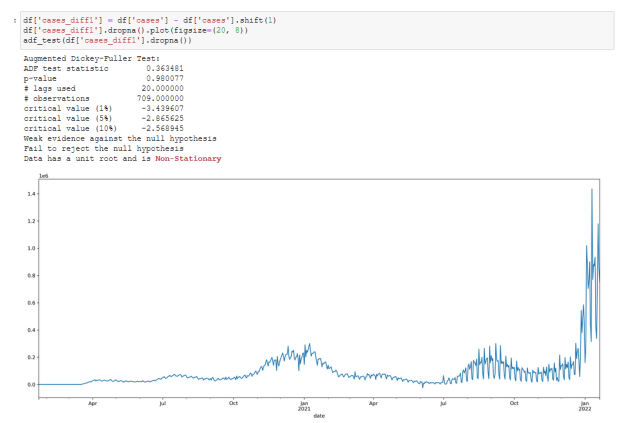 : df['cases_diff1'] = df['cases'] - df['cases'].shift(1)
df['cases_diff1'].dropna().plot(figsize=(20, 8))
adf_test(df['cases_diff1'].dropna())
Augmented Dickey-Fuller Test:
ADF test statistic 0.363481
p-value 0.980077
# lags used 20.000000
# observations 709.000000
critical value (1%) -3.439607
critical value (5%) -2.865625
critical value (10%) -2.568945
Weak evidence against the null hypothesis
Fail to reject the null hypothesis
Data has a unit root and is Non-Stationary
1e6
1.4
1.2
1.0
0.8
0.6
0.4
0.2
0.0
Apr Jul Oct Jan Apr Jul Oct Jan
2021 2022
date